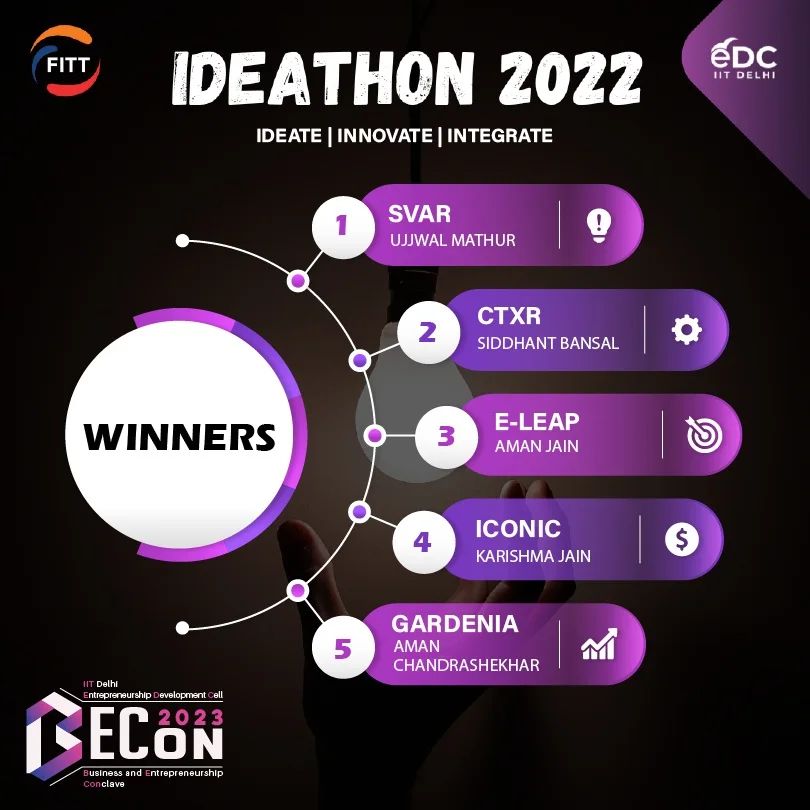 FITT
IDEATHON 2022
eDC
IIT DELHI
IDEATE | INNOVATE | INTEGRATE
WINNERS
1
SVAR
UJJWAL MATHUR
2
CTXR
SIDDHANT BANSAL
3
E-LEAP
AMAN JAIN
4
ICONIC
KARISHMA JAIN
$
5
GARDENIA
AMAN
CHANDRASHEKHAR
IIT Delhi
Entrepreneurship Development Cell
BECON 2023
Business and Entrepreneurship
Conclave